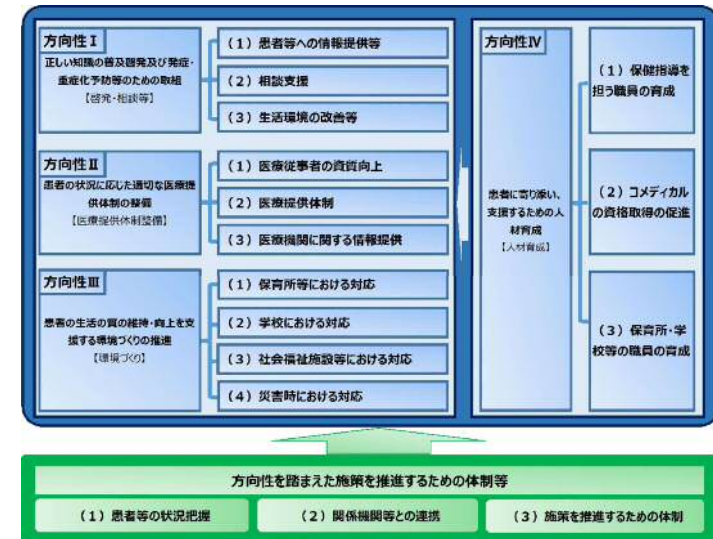 方向性Ⅰ
正しい知識の普及啓発及び発症・
重症化予防等のための取組
【啓発・相談等】
（1）患者等への情報提供等
（2）相談支援
（3）生活環境の改善等
方向性Ⅱ
患者の状況に応じた適切な医療提
供体制の整備
【医療提供体制整備】
（1）医療従事者の資質向上
（2）医療提供体制
（3）医療機関に関する情報提供
方向性Ⅲ
患者の生活の質の維持・向上を支
援する環境づくりの推進
【環境づくり】
（1）保育所等における対応
（2）学校における対応
（3）社会福祉施設等における対応
（4）災害時における対応
方向性Ⅳ
患者に寄り添い、
支援するための人
材育成
【人材育成】
（1）保健指導を
担う職員の育成
（2）コメディカル
の資格取得の促進
（3）保育所・学
校等の職員の育成
方向性を踏まえた施策を推進するための体制等
（1）患者等の状況把握
（2）関係機関等との連携
（3）施策を推進するための体制